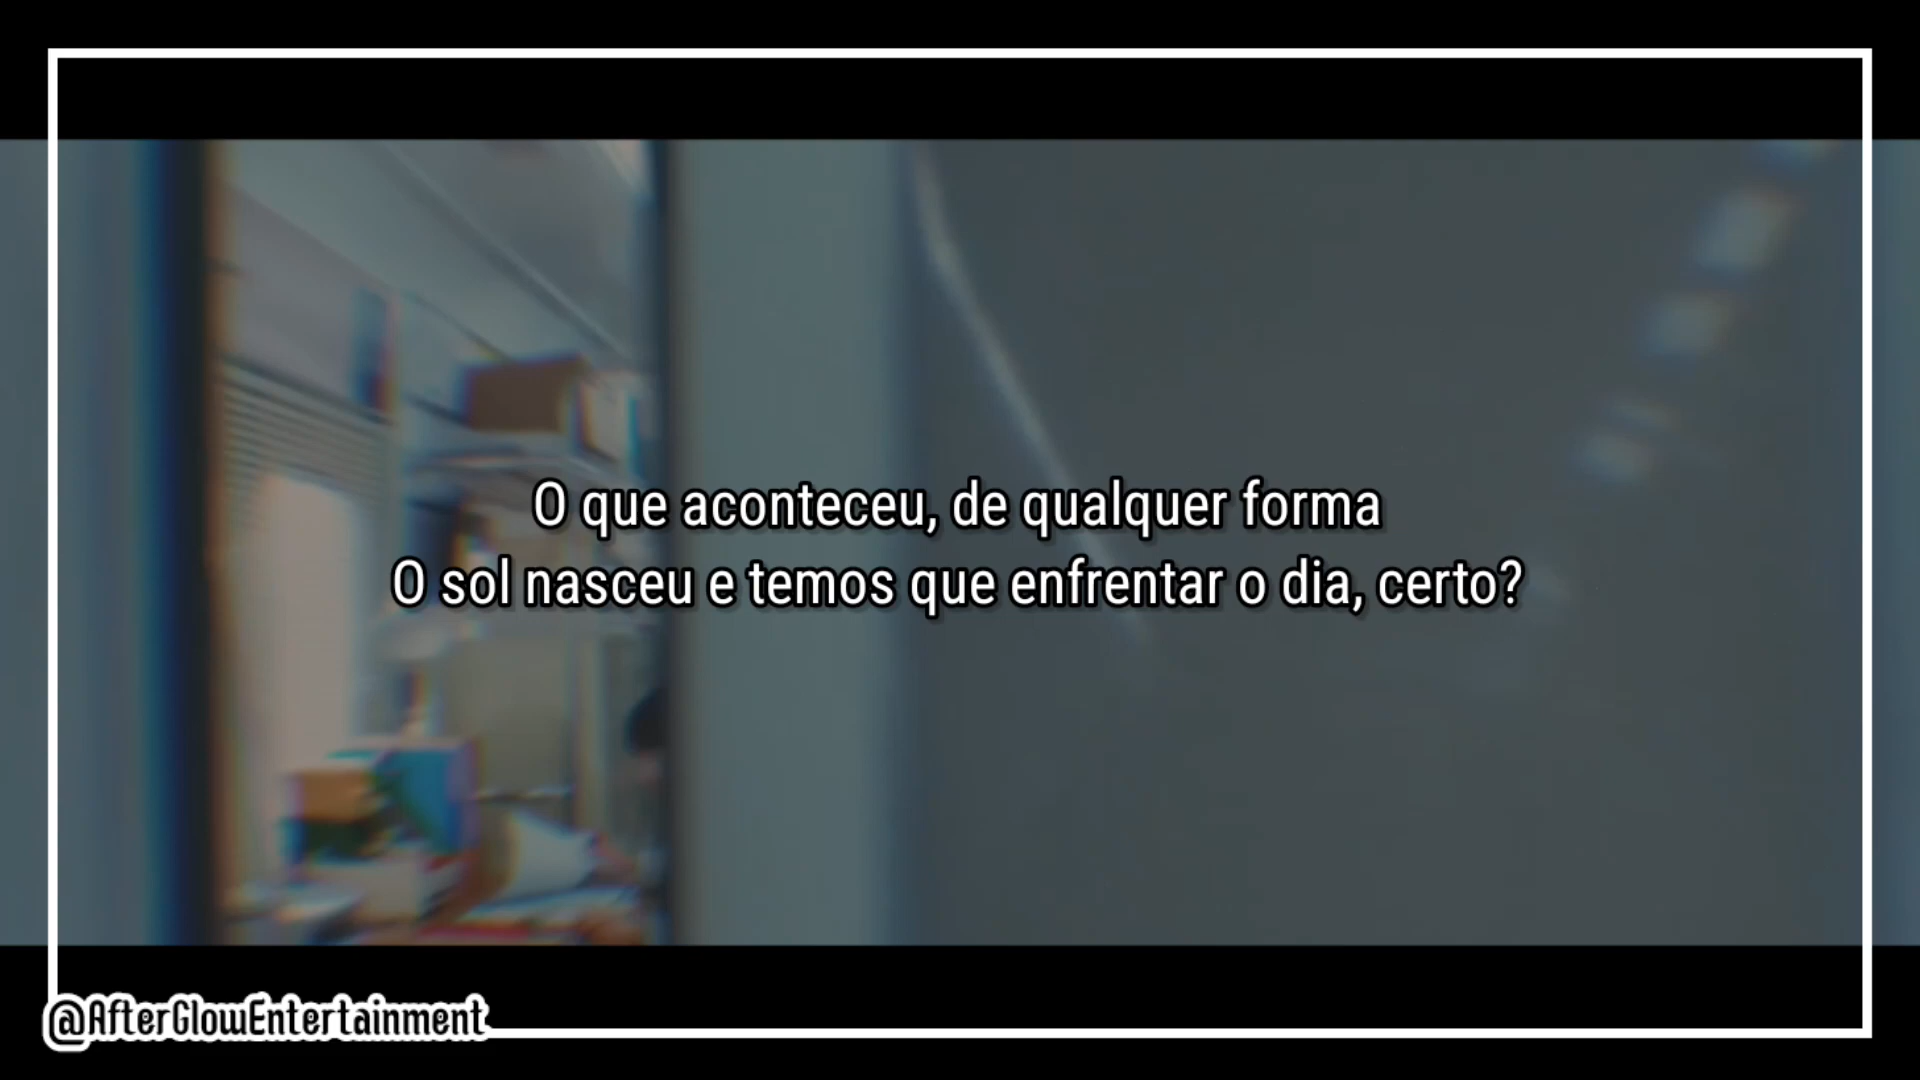 O que aconteceu, de qualquer forma
O sol nasceu e temos que enfrentar o dia, certo?
@AfterGlowEntertainment